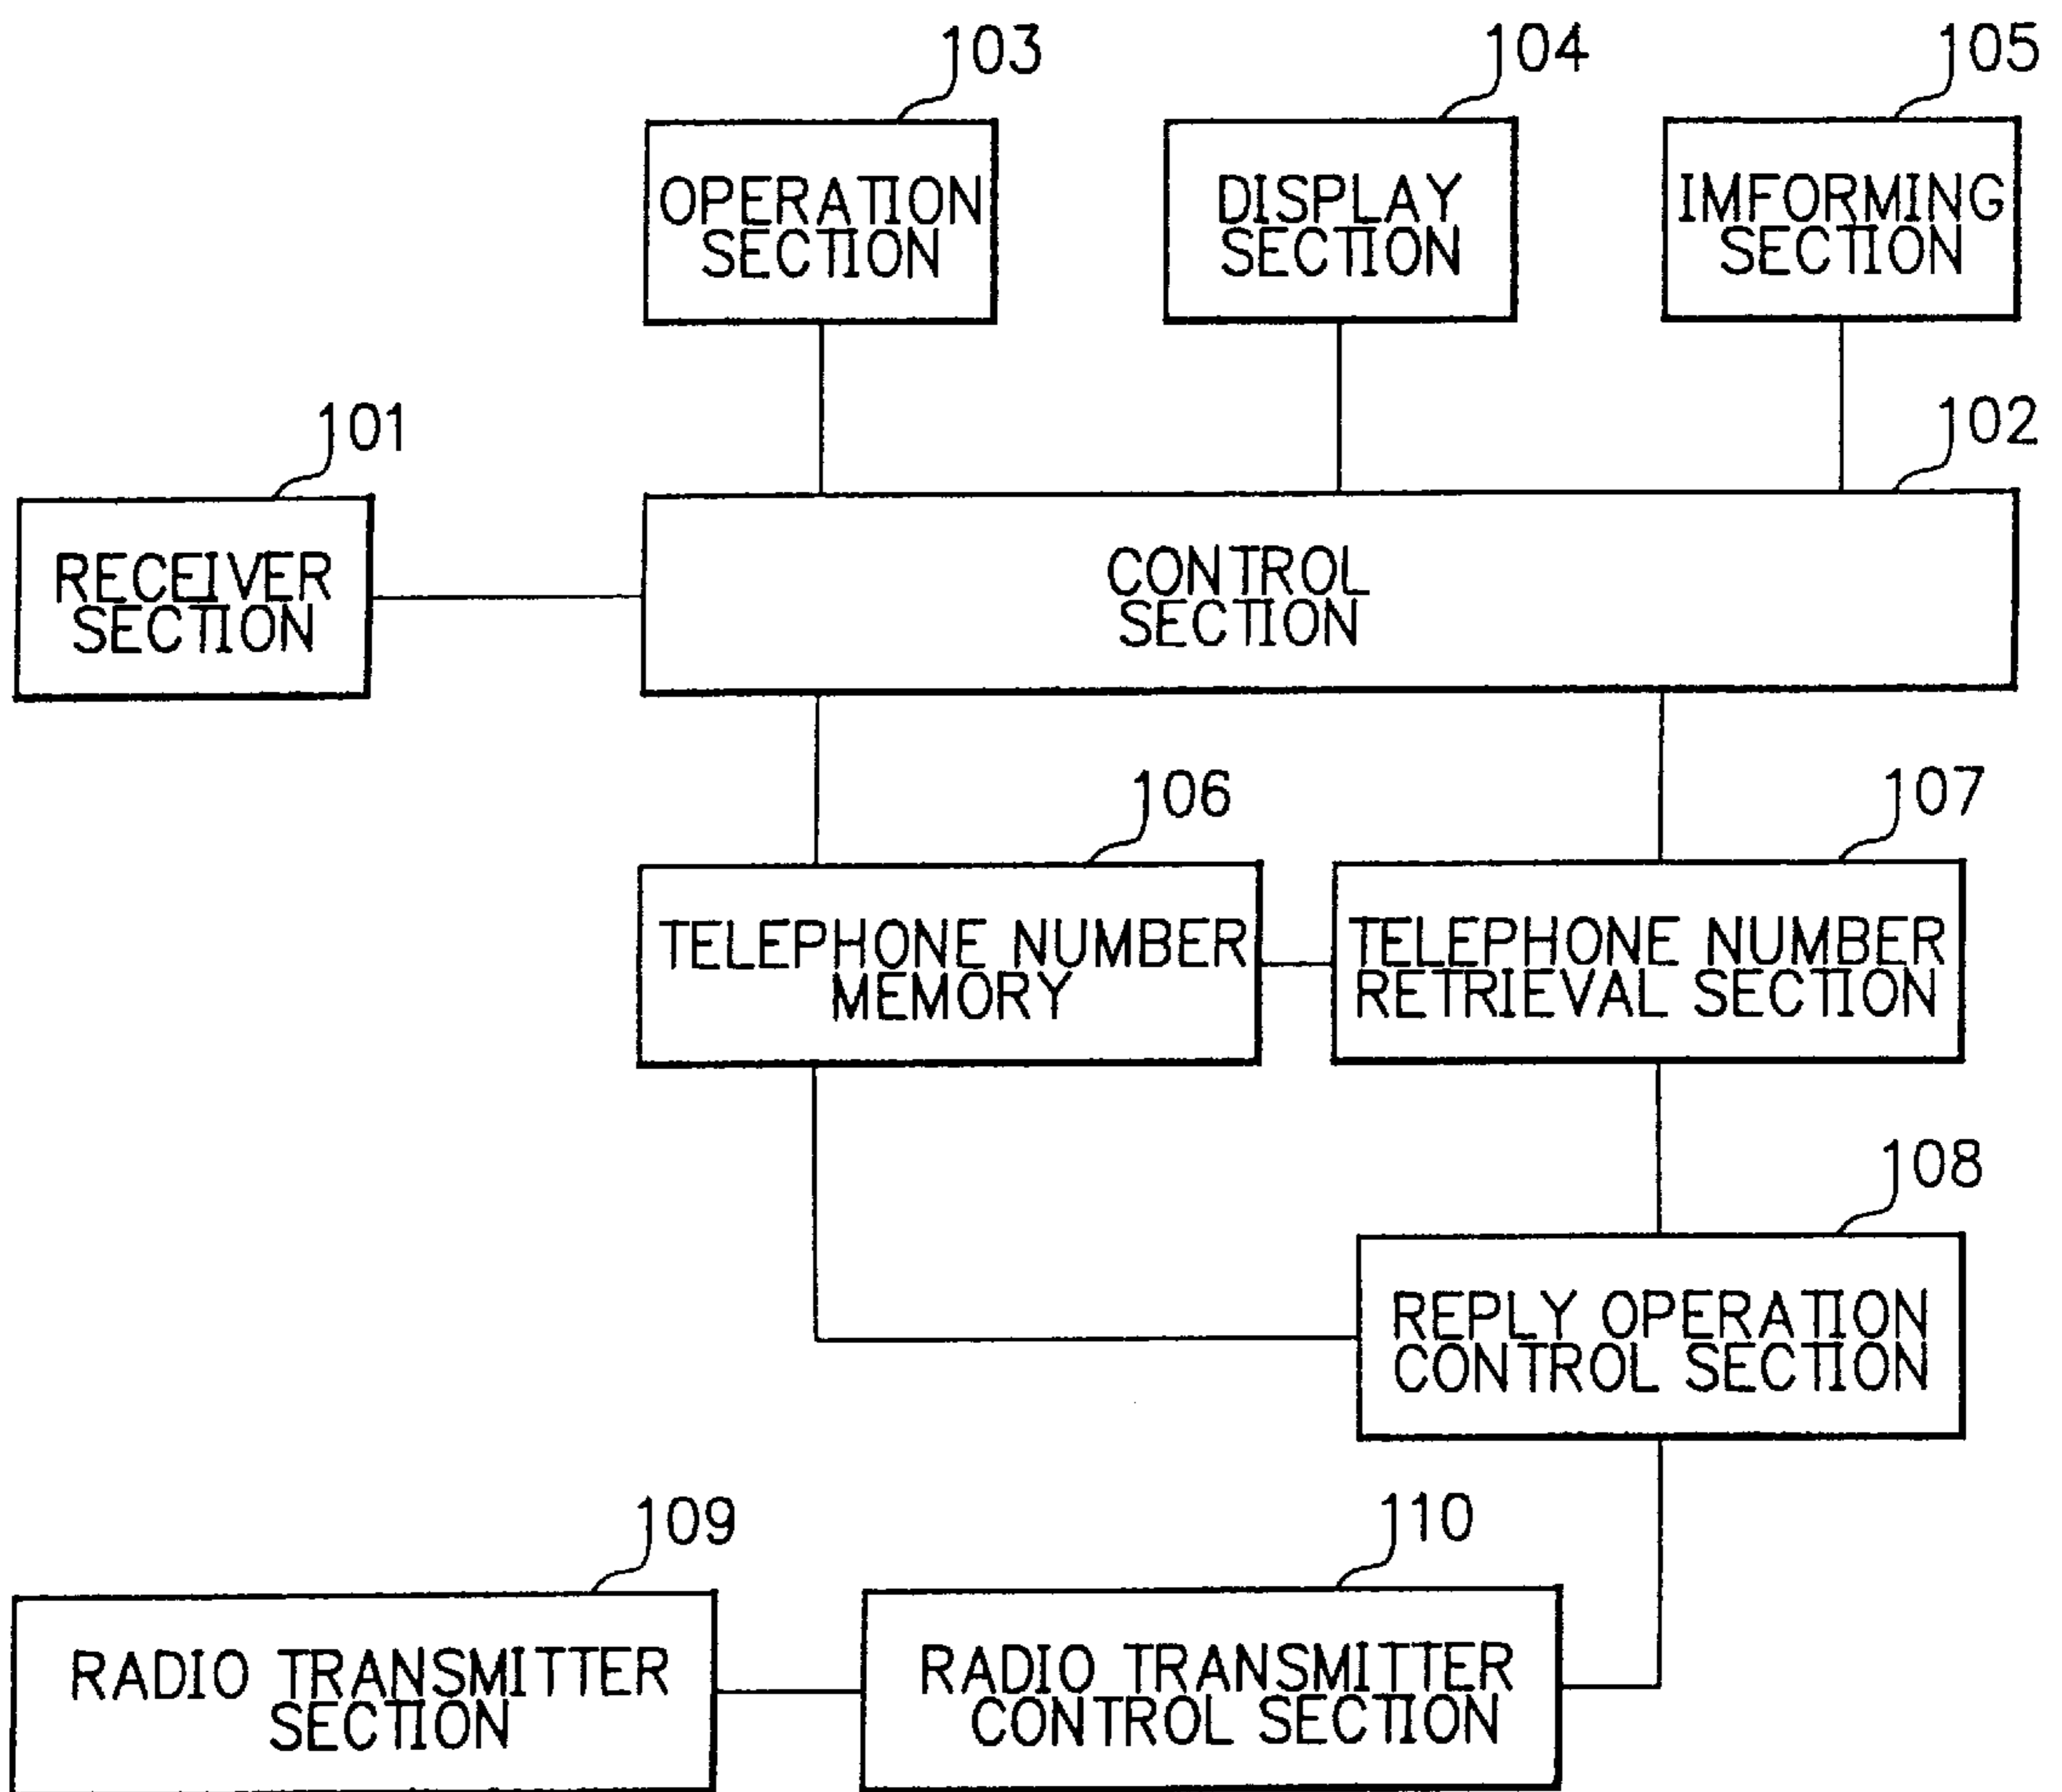 103
104
105
OPERATION
SECTION
DISPLAY
SECTION
IMFORMING
SECTION
101
102
RECEIVER
SECTION
CONTROL
SECTION
106
107
TELEPHONE NUMBER
MEMORY
TELEPHONE NUMBER
RETRIEVAL SECTION
108
REPLY OPERATION
CONTROL SECTION
109
110
RADIO TRANSMITTER
SECTION
RADIO TRANSMITTER
CONTROL SECTION